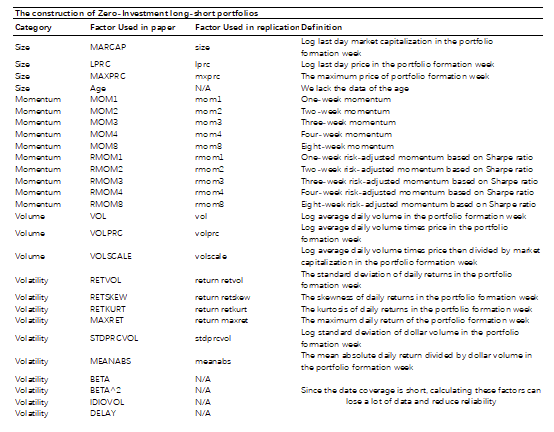 The construction of Zero-Investment long-short portfolios
Category Factor Used in paper Factor Used in replication Definition
Size MARCAP size Log last day market capitalization in the portfolio
formation week
Size LPRC lprc Log last day price in the portfolio formation week
Size MAXPRC mxprc The maximum price of portfolio formation week
Size Age N/A We lack the data of the age
Momentum MOM1 mom1 One-week momentum
Momentum MOM2 mom2 Two-week momentum
Momentum MOM3 mom3 Three-week momentum
Momentum MOM4 mom4 Four-week momentum
Momentum MOM8 mom8 Eight-week momentum
Momentum RMOM1 rmom1 One-week risk-adjusted momentum based on Sharpe ratio
Momentum RMOM2 rmom2 Two-week risk-adjusted momentum based on Sharpe ratio
Momentum RMOM3 rmom3 Three-week risk-adjusted momentum based on Sharpe ratio
Momentum RMOM4 rmom4 Four-week risk-adjusted momentum based on Sharpe ratio
Momentum RMOM8 rmom8 Eight-week risk-adjusted momentum based on Sharpe ratio
Volume VOL vol Log average daily volume in the portfolio formation week
Volume VOLPRC volprc Log average daily volume times price in the portfolio
formation week
Volume VOLSCALE volscale Log average daily volume times price then divided by market
capitalization in the portfolio formation week
Volatility RETVOL return retvol The standard deviation of daily returns in the portfolio
formation week
Volatility RETSKEW return retskew The skewness of daily returns in the portfolio formation week
Volatility RETKURT return retkurt The kurtosis of daily returns in the portfolio formation week
Volatility MAXRET return maxret The maximum daily return of the portfolio formation week
Volatility STDPRCVOL stdprcvol Log standard deviation of dollar volume in the portfolio
formation week
Volatility MEANABS meanabs The mean absolute daily return divided by dollar volume in
the portfolio formation week
Volatility BETA N/A
Volatility BETA^2 N/A Since the date coverage is short, calculating these factors can
Volatility IDIOVOL N/A lose a lot of data and reduce reliability
Volatility DELAY N/A